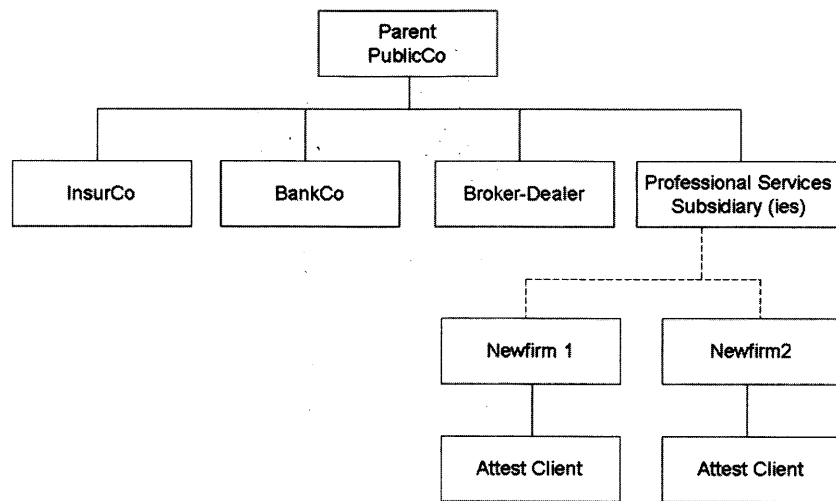 Parent
PublicCo
InsurCo
BankCo
Broker-Dealer
Professional Services
Subsidiary (ies)
Newfirm 1
Newfirm2
Attest Client
Attest Client